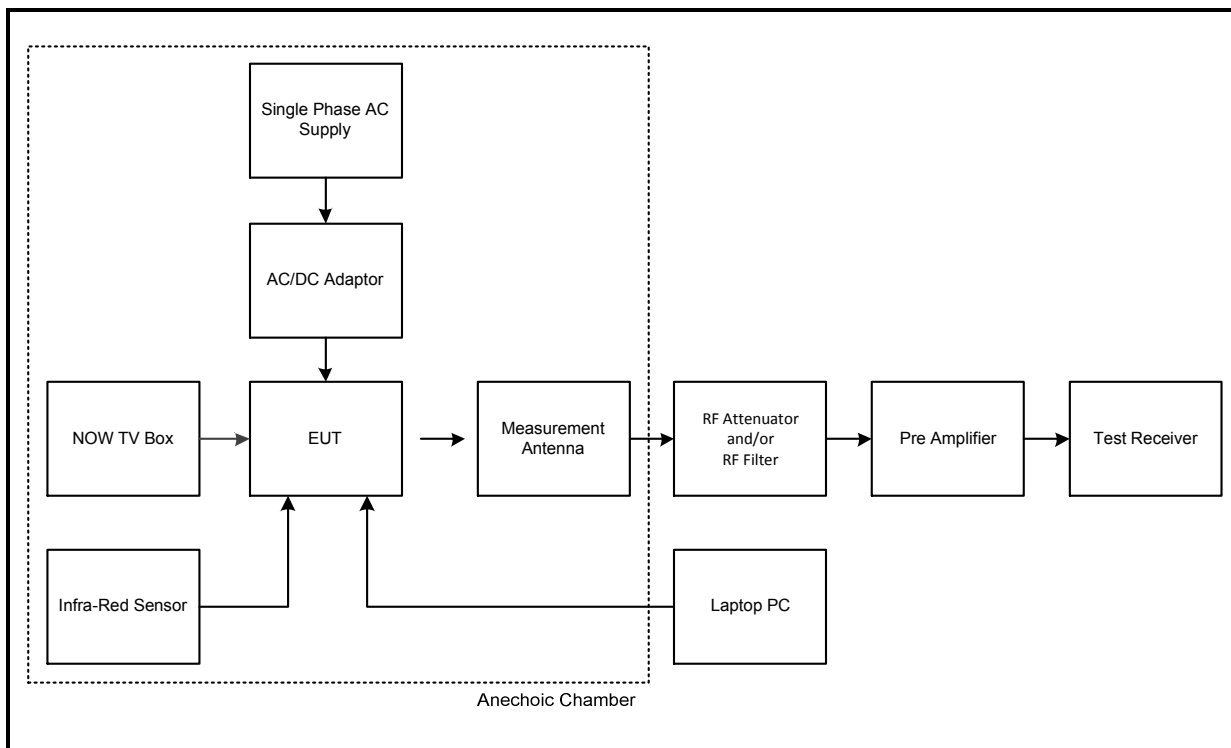 Single Phase AC
Supply
AC/DC Adaptor
NOW TV Box
EUT
Measurement
Antenna
RF Attenuator
and/or
RF Filter
Pre Amplifier
Test Receiver
Infra-Red Sensor
Laptop PC
Anechoic Chamber